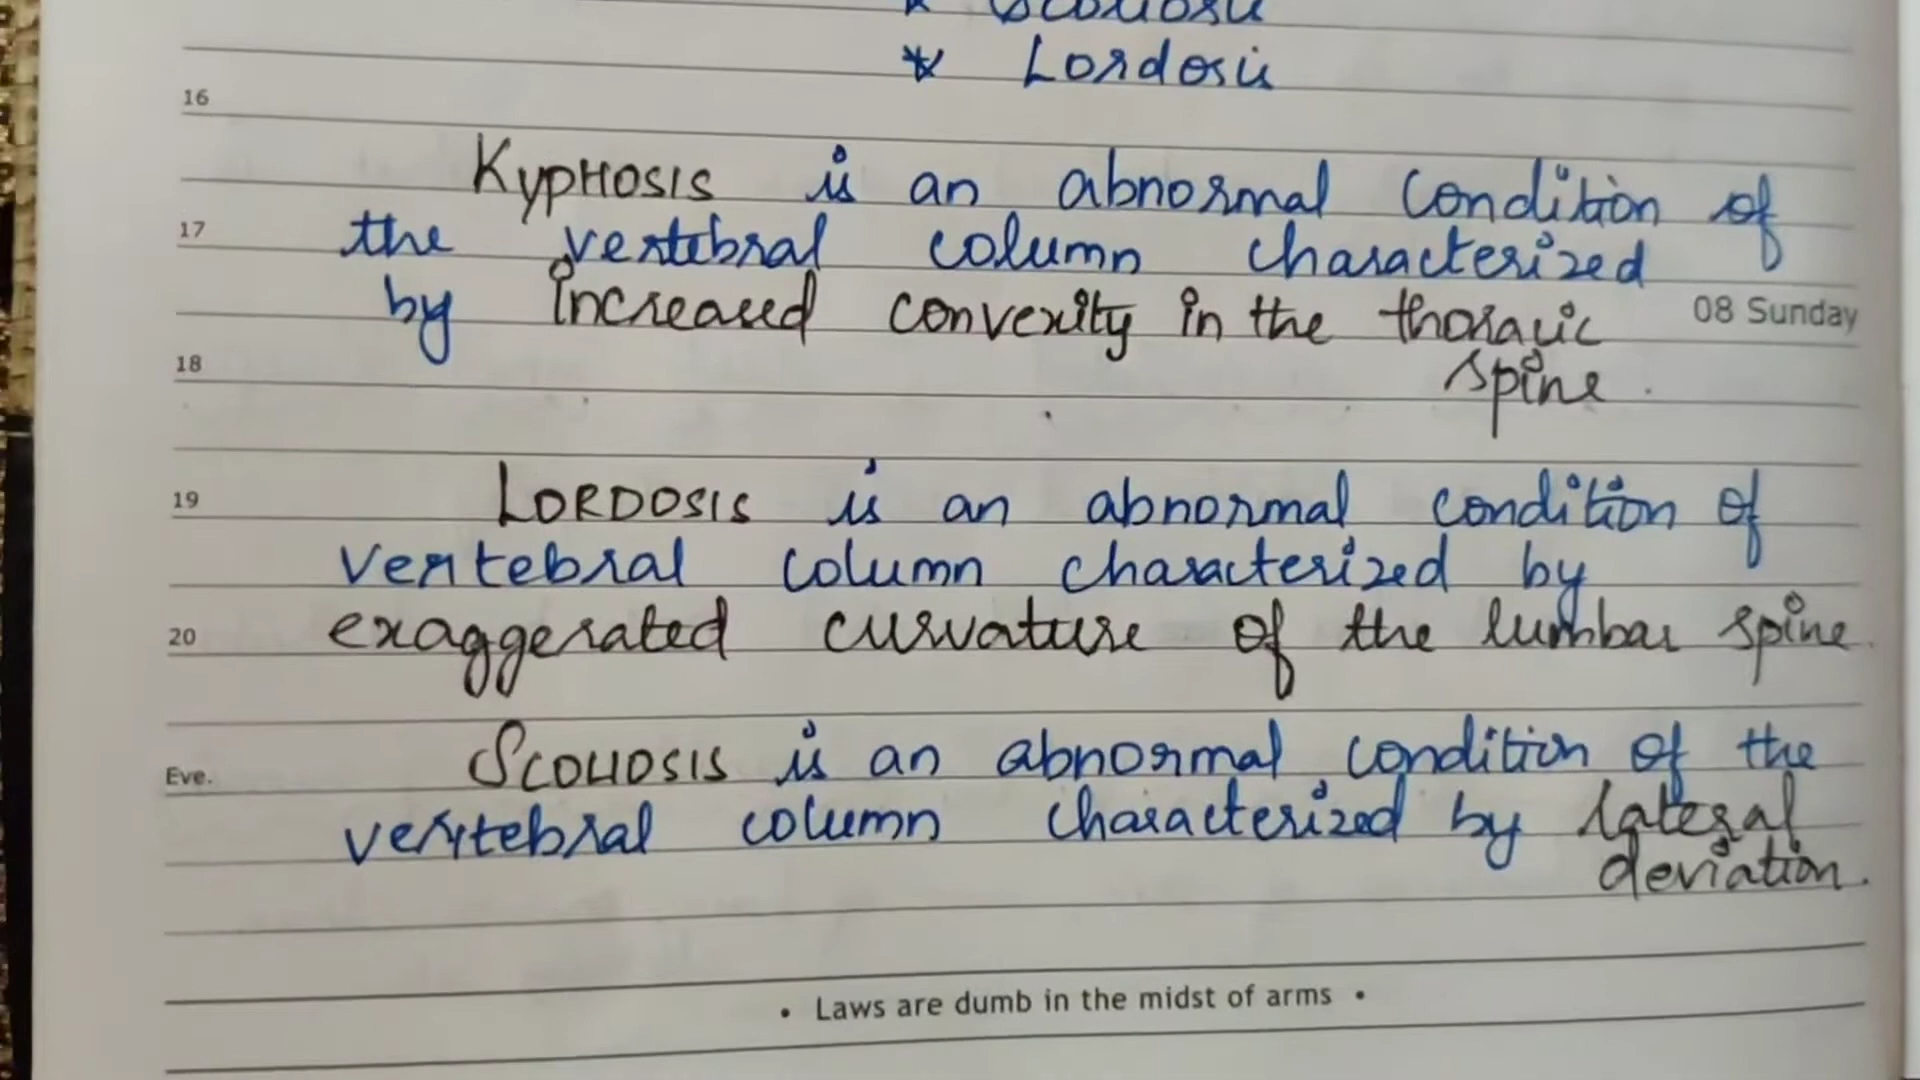 * Scoliosis
* Lordosis
16
KYPHOSIS is an abnormal condition of
17 the vertebral column characterized
by increased convexity in the thoracic 08 Sunday
18 spine.
19 LORDOSIS is an abnormal condition of
vertebral column characterized by
20 exaggerated curvature of the lumbar spine.
Eve. SCOLIOSIS is an abnormal condition of the
vertebral column characterized by lateral
deviation.
• Laws are dumb in the midst of arms •